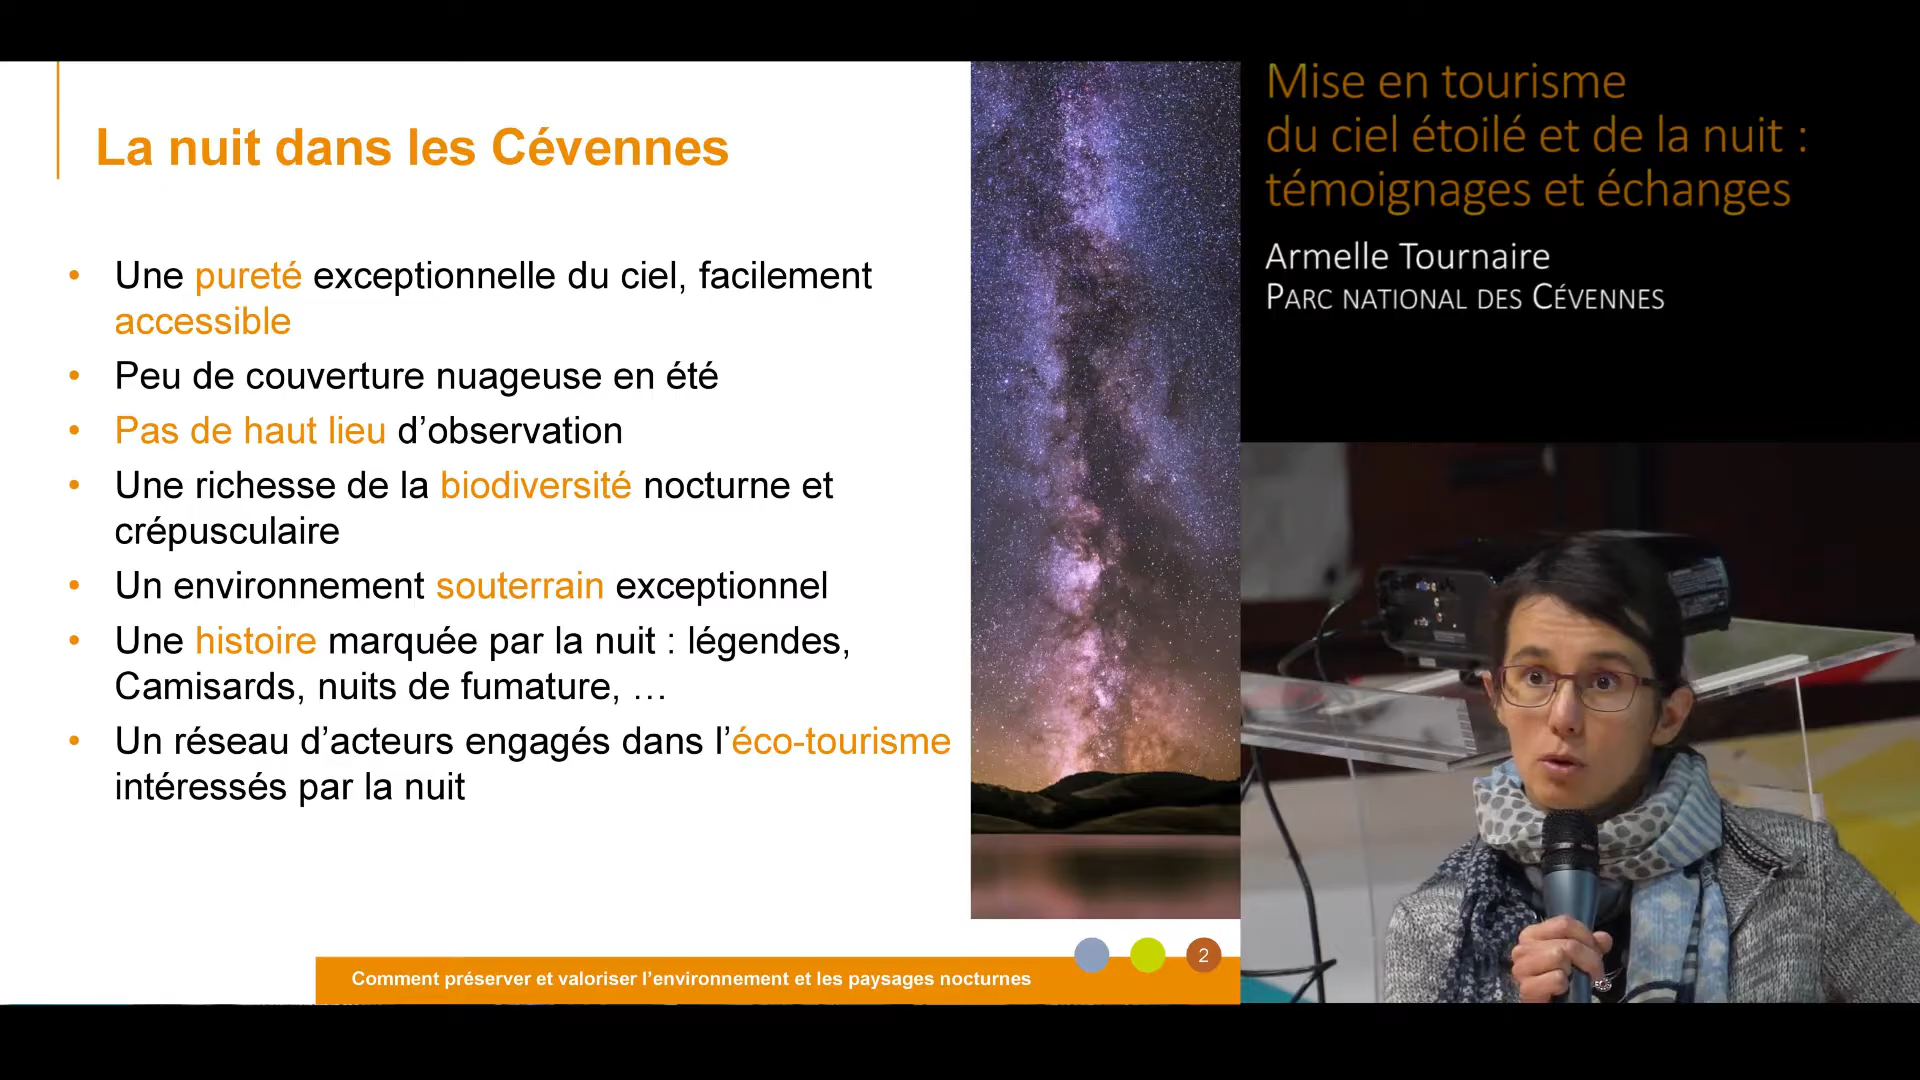 La nuit dans les Cévennes
• Une pureté exceptionnelle du ciel, facilement
accessible
• Peu de couverture nuageuse en été
• Pas de haut lieu d’observation
• Une richesse de la biodiversité nocturne et
crépusculaire
• Un environnement souterrain exceptionnel
• Une histoire marquée par la nuit : légendes,
Camisards, nuits de fumature, …
• Un réseau d’acteurs engagés dans l’éco-tourisme
intéressés par la nuit
Comment préserver et valoriser l’environnement et les paysages nocturnes
2
Mise en tourisme
du ciel étoilé et de la nuit :
témoignages et échanges
Armelle Tournaire
PARC NATIONAL DES CÉVENNES